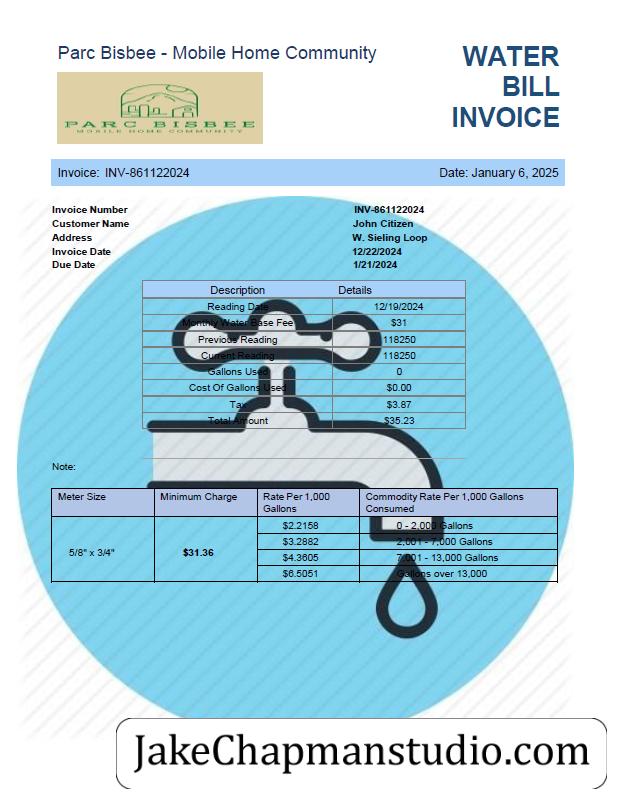 Parc Bisbee - Mobile Home Community
WATER
BILL
INVOICE
PARC BISBEE
MOBILE HOME COMMUNITY
Invoice: INV-861122024 Date: January 6, 2025
Invoice Number INV-861122024
Customer Name John Citizen
Address W. Sieling Loop
Invoice Date 12/22/2024
Due Date 1/21/2024
Description Details
Reading Date 12/19/2024
Monthly Water Base Fee $31
Previous Reading 118250
Current Reading 118250
Gallons Used 0
Cost Of Gallons Used $0.00
Tax $3.87
Total Amount $35.23
Note:
Meter Size Minimum Charge Rate Per 1,000 Gallons Commodity Rate Per 1,000 Gallons Consumed
5/8" x 3/4" $31.36
$2.2158 0 - 2,000 Gallons
$3.2882 2,001 - 7,000 Gallons
$4.3605 7,001 - 13,000 Gallons
$6.5051 Gallons over 13,000
JakeChapmanstudio.com